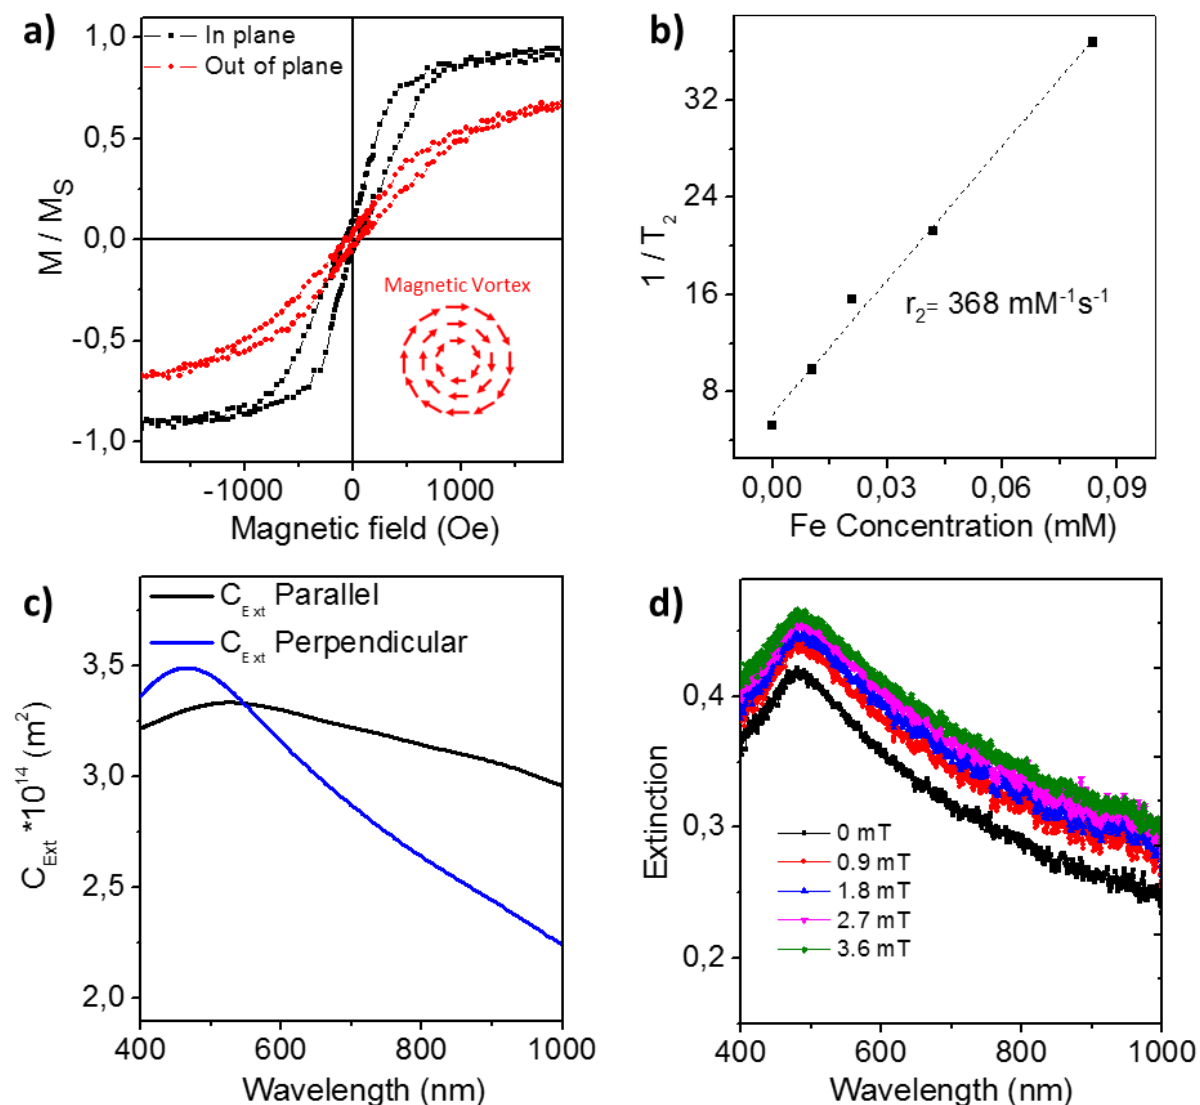 a)
In plane
Out of plane
1,0
0,5
0,0
-0,5
-1,0
M / M_S
Magnetic Vortex
-1000
0
1000
Magnetic field (Oe)
b)
32
24
16
8
1 / T_2
r_2= 368 mM^-1s^-1
0,00
0,03
0,06
0,09
Fe Concentration (mM)
c)
C_Ext Parallel
C_Ext Perpendicular
3,5
3,0
2,5
2,0
C_Ext *10^14 (m^2)
400
600
800
1000
Wavelength (nm)
d)
0,4
0,3
0,2
Extinction
0 mT
0.9 mT
1.8 mT
2.7 mT
3.6 mT
400
600
800
1000
Wavelength (nm)